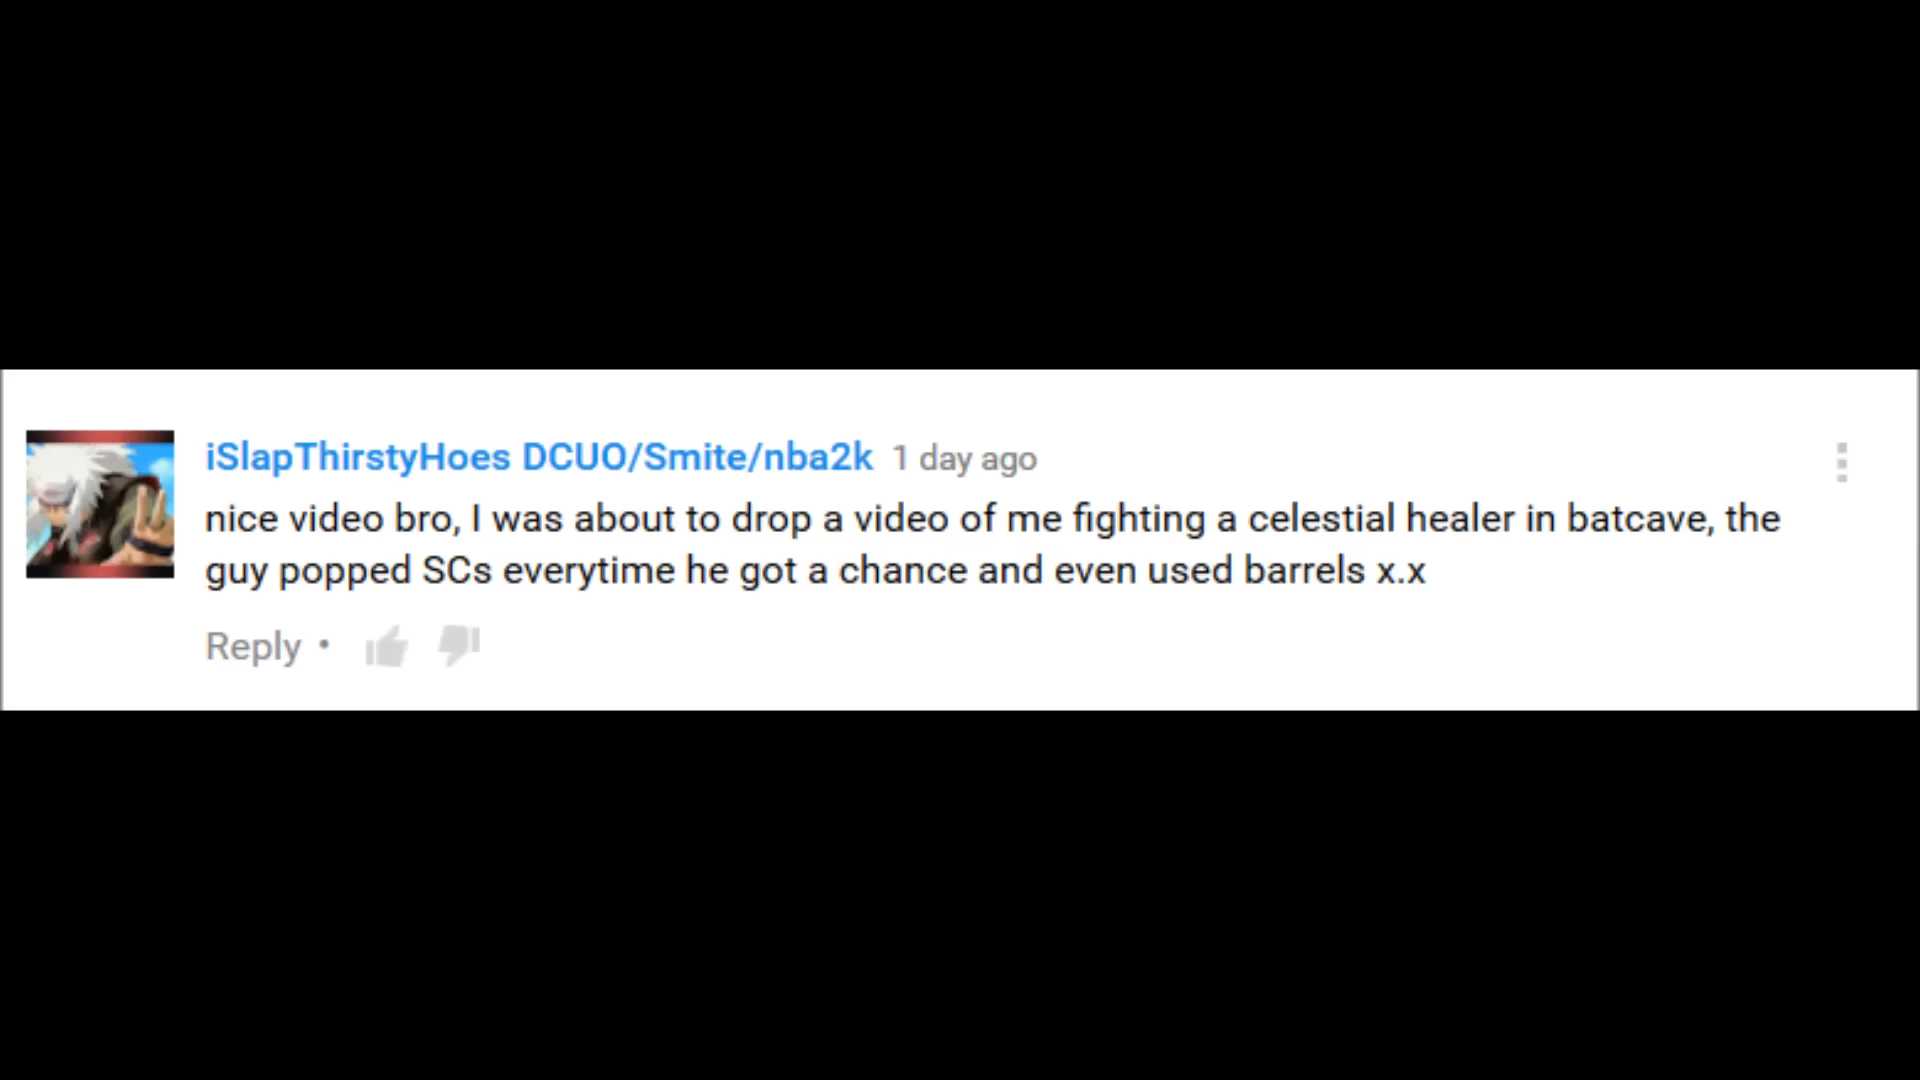 iSlapThirstyHoes DCUO/Smite/nba2k 1 day ago
nice video bro, I was about to drop a video of me fighting a celestial healer in batcave, the
guy popped SCs everytime he got a chance and even used barrels x.x
Reply •